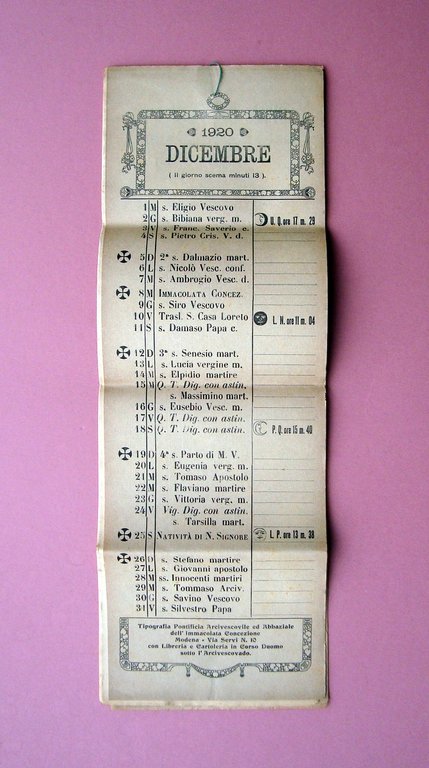 1920
DICEMBRE
( Il giorno scema minuti 13 ).
1 M s. Eligio Vescovo
2 G s. Bibiana verg. m. U. Q. ore 17 m. 29
3 V s. Franc. Saverio c.
4 S s. Pietro Cris. V. d.
5 D 2ª s. Dalmazio mart.
6 L s. Nicolò Vesc. conf.
7 M s. Ambrogio Vesc. d.
8 M IMMACOLATA CONCEZ.
9 G s. Siro Vescovo
10 V Trasl. S. Casa Loreto L. N. ore 11 m. 04
11 S s. Damaso Papa c.
12 D 3ª s. Senesio mart.
13 L s. Lucia vergine m.
14 M s. Elpidio martire
15 M Q. T. Dig. con astin.
s. Massimino mart.
16 G s. Eusebio Vesc. m.
17 V Q. T. Dig. con astin.
18 S Q. T. Dig. con astin. P. Q. ore 15 m. 40
19 D 4ª s. Parto di M. V.
20 L s. Eugenia verg. m.
21 M s. Tomaso Apostolo
22 M s. Flaviano martire
23 G s. Vittoria verg. m.
24 V Vig. Dig. con astin.
s. Tarsilla mart.
25 S NATIVITÀ DI N. SIGNORE L. P. ore 13 m. 38
26 D s. Stefano martire
27 L s. Giovanni apostolo
28 M ss. Innocenti martiri
29 M s. Tommaso Arciv.
30 G s. Savino Vescovo
31 V s. Silvestro Papa
Tipografia Pontificia Arcivescovile ed Abbaziale
dell'Immacolata Concezione
Modena - Via Servi N. 10
con Libreria e Cartoleria in Corso Duomo
sotto l'Arcivescovado.